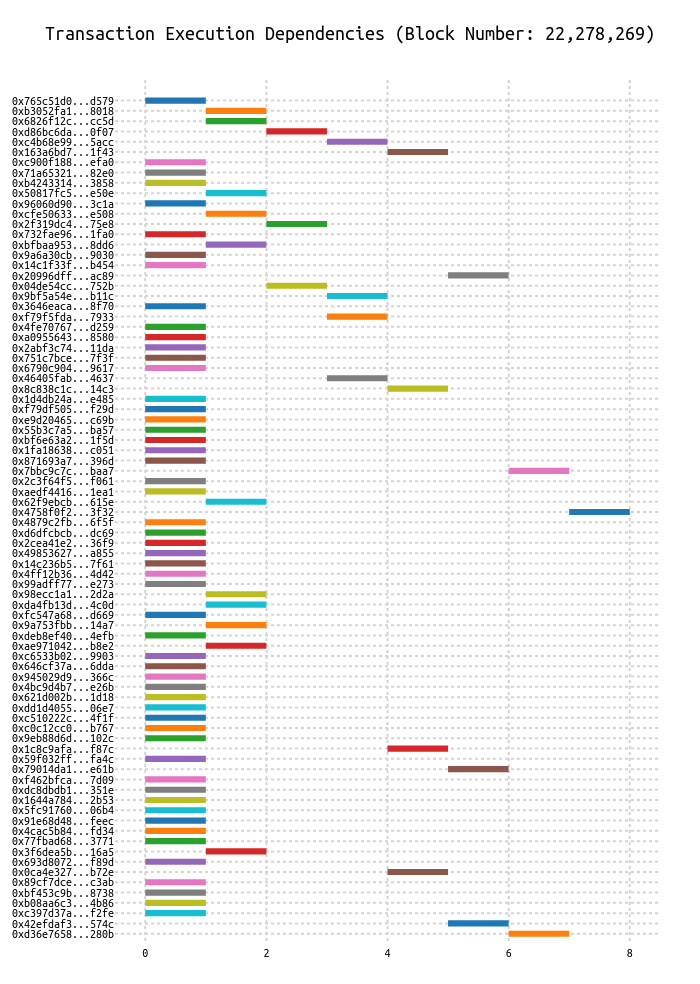 Transaction Execution Dependencies (Block Number: 22,278,269)
0x765c51d0...d579
0xb3052fa1...8018
0x6826f12c...cc5d
0xd86bc6da...0f07
0xc4b68e99...5acc
0x163a6bd7...1f43
0xc900f188...efa0
0x71a65321...82e0
0xb4243314...3858
0x50817fc5...e50e
0x96060d90...3c1a
0xcfe50633...e508
0x2f319dc4...75e8
0x732fae96...1fa0
0xbfbaa953...8dd6
0x9a6a30cb...9030
0x14c1f33f...b454
0x20996dff...ac89
0x04de54cc...752b
0x9bf5a54e...b11c
0x3646eaca...8f70
0xf79f5fda...7933
0x4fe70767...d259
0xa0955643...8580
0x2abf3c74...11da
0x751c7bce...7f3f
0x6790c904...9617
0x46405fab...4637
0x8c838c1c...14c3
0x1d4db24a...e485
0xf79df505...f29d
0xe9d20465...c69b
0x55b3c7a5...ba57
0xbf6e63a2...1f5d
0x1fa18638...c051
0x871693a7...396d
0x7bbc9c7c...baa7
0x2c3f64f5...f061
0xaedf4416...1ea1
0x62f9ebcb...615e
0x4758f0f2...3f32
0x4879c2fb...6f5f
0xd6dfcbcb...dc69
0x2cea41e2...36f9
0x49853627...a855
0x14c236b5...7f61
0x4ff12b36...4d42
0x99adff77...e273
0x98ecc1a1...2d2a
0xda4fb13d...4c0d
0xfc547a68...d669
0x9a753fbb...14a7
0xdeb8ef40...4efb
0xae971042...b8e2
0xc6533b02...9903
0x646cf37a...6dda
0x945029d9...366c
0x4bc9d4b7...e26b
0x621d002b...1d18
0xdd1d4055...06e7
0xc510222c...4f1f
0xc0c12cc0...b767
0x9eb88d6d...102c
0x1c8c9afa...f87c
0x59f032ff...fa4c
0x79014da1...e61b
0xf462bfca...7d09
0xdc8dbdb1...351e
0x1644a784...2b53
0x5fc91760...06b4
0x91e68d48...feec
0x4cac5b84...fd34
0x77fbad68...3771
0x3f6dea5b...16a5
0x693d8072...f89d
0x0ca4e327...b72e
0x89cf7dce...c3ab
0xbf453c9b...8738
0xb08aa6c3...4b86
0xc397d37a...f2fe
0x42efdaf3...574c
0xd36e7658...280b
0 2 4 6 8